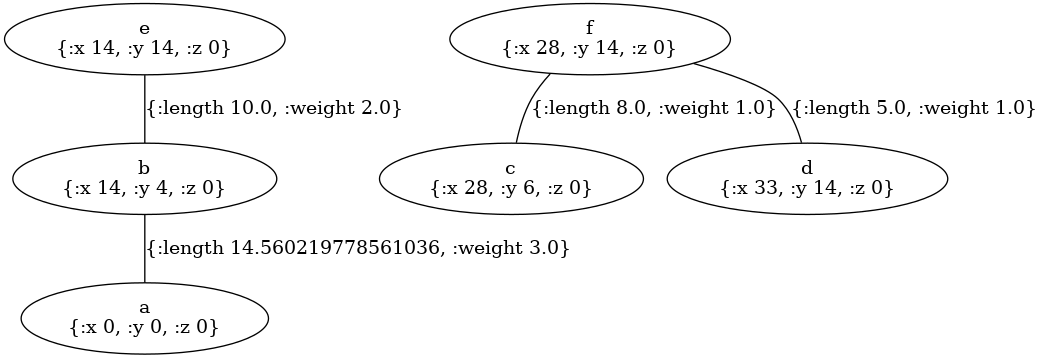 e
{:x 14, :y 14, :z 0}
f
{:x 28, :y 14, :z 0}
{:length 10.0, :weight 2.0}
{:length 8.0, :weight 1.0}
{:length 5.0, :weight 1.0}
b
{:x 14, :y 4, :z 0}
c
{:x 28, :y 6, :z 0}
d
{:x 33, :y 14, :z 0}
{:length 14.560219778561036, :weight 3.0}
a
{:x 0, :y 0, :z 0}